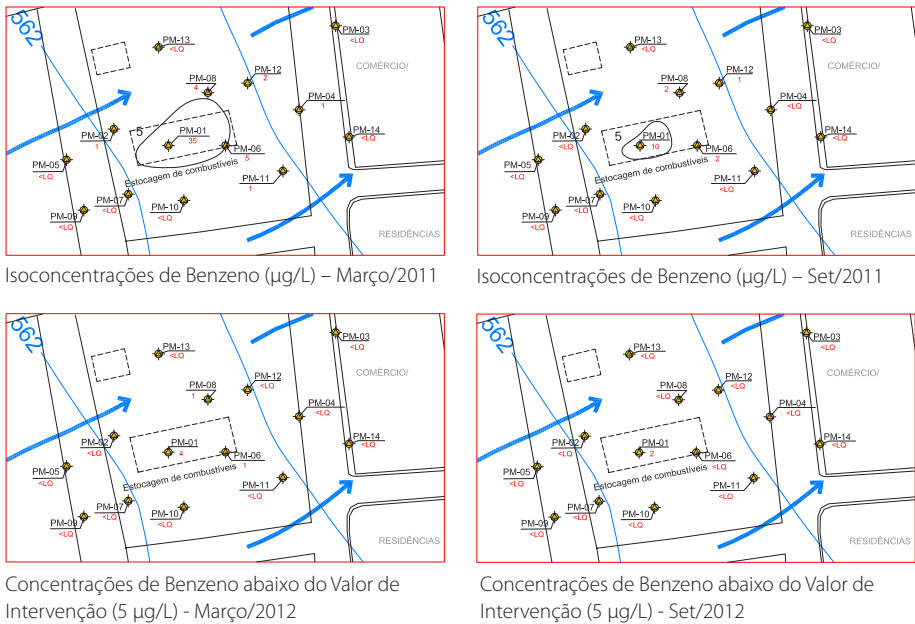 562
PM-13
<LQ
PM-03
<LQ
COMÉRCIO/
PM-08
4
PM-12
2
PM-04
1
5
PM-02
1
PM-01
35
PM-14
<LQ
PM-05
<LQ
PM-06
5
Estocagem de combustíveis
PM-11
1
PM-07
<LQ
PM-10
<LQ
PM-09
<LQ
RESIDÊNCIAS
Isoconcentrações de Benzeno (µg/L) – Março/2011
562
PM-13
<LQ
PM-03
<LQ
COMÉRCIO/
PM-08
2
PM-12
1
PM-04
<LQ
5
PM-02
<LQ
PM-01
10
PM-14
<LQ
PM-05
<LQ
PM-06
2
Estocagem de combustíveis
PM-11
<LQ
PM-07
<LQ
PM-10
<LQ
PM-09
<LQ
RESIDÊNCIAS
Isoconcentrações de Benzeno (µg/L) – Set/2011
562
PM-13
<LQ
PM-03
<LQ
COMÉRCIO/
PM-08
1
PM-12
<LQ
PM-04
<LQ
PM-02
<LQ
PM-01
4
PM-14
<LQ
PM-05
<LQ
PM-06
1
Estocagem de combustíveis
PM-11
<LQ
PM-07
<LQ
PM-10
<LQ
PM-09
<LQ
RESIDÊNCIAS
Concentrações de Benzeno abaixo do Valor de
Intervenção (5 µg/L) - Março/2012
562
PM-13
<LQ
PM-03
<LQ
COMÉRCIO/
PM-08
<LQ
PM-12
<LQ
PM-04
<LQ
PM-02
<LQ
PM-01
2
PM-14
<LQ
PM-05
<LQ
PM-06
<LQ
Estocagem de combustíveis
PM-11
<LQ
PM-07
<LQ
PM-10
<LQ
PM-09
<LQ
RESIDÊNCIAS
Concentrações de Benzeno abaixo do Valor de
Intervenção (5 µg/L) - Set/2012